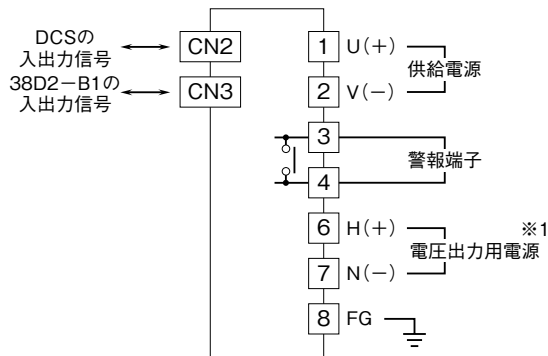 DCSの
入出力信号
CN2
38D2－B1の
入出力信号
CN3
1 U(+)
供給電源
2 V(－)
3
警報端子
4
6 H(+)
※1
電圧出力用電源
7 N(－)
8 FG